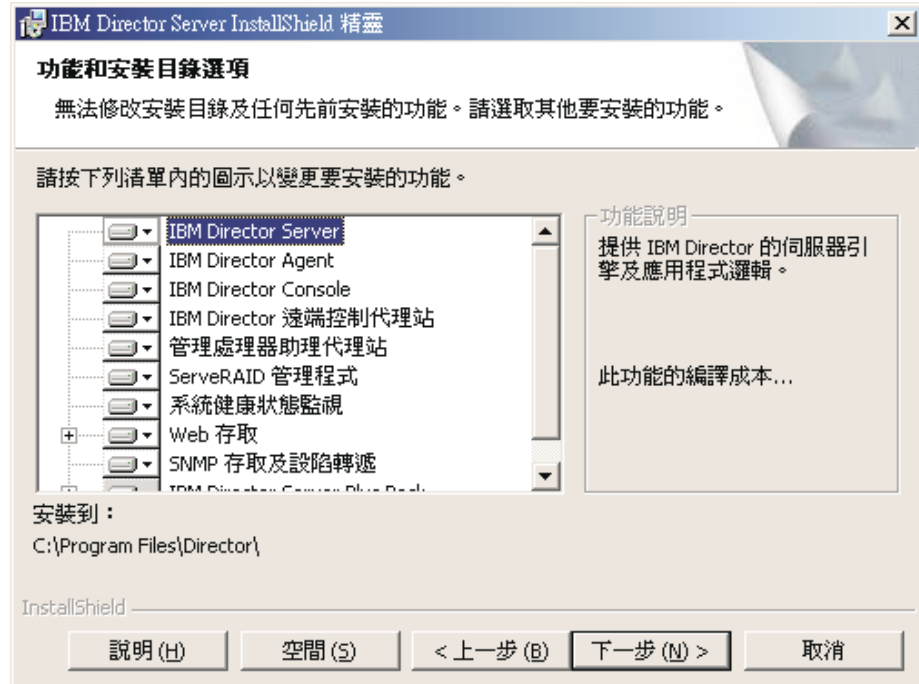 IBM Director Server InstallShield 精靈
功能和安裝目錄選項
無法修改安裝目錄及任何先前安裝的功能。請選取其他要安裝的功能。
請按下列清單內的圖示以變更要安裝的功能。
IBM Director Server
IBM Director Agent
IBM Director Console
IBM Director 遠端控制代理站
管理處理器助理代理站
ServeRAID 管理程式
系統健康狀態監視
Web 存取
SNMP 存取及設陷轉遞
IBM Director Server Plus Pack
功能說明
提供 IBM Director 的伺服器引
擎及應用程式邏輯。
此功能的編譯成本...
安裝到：
C:\Program Files\Director\
InstallShield
說明(H)
空間(S)
< 上一步(B)
下一步(N) >
取消